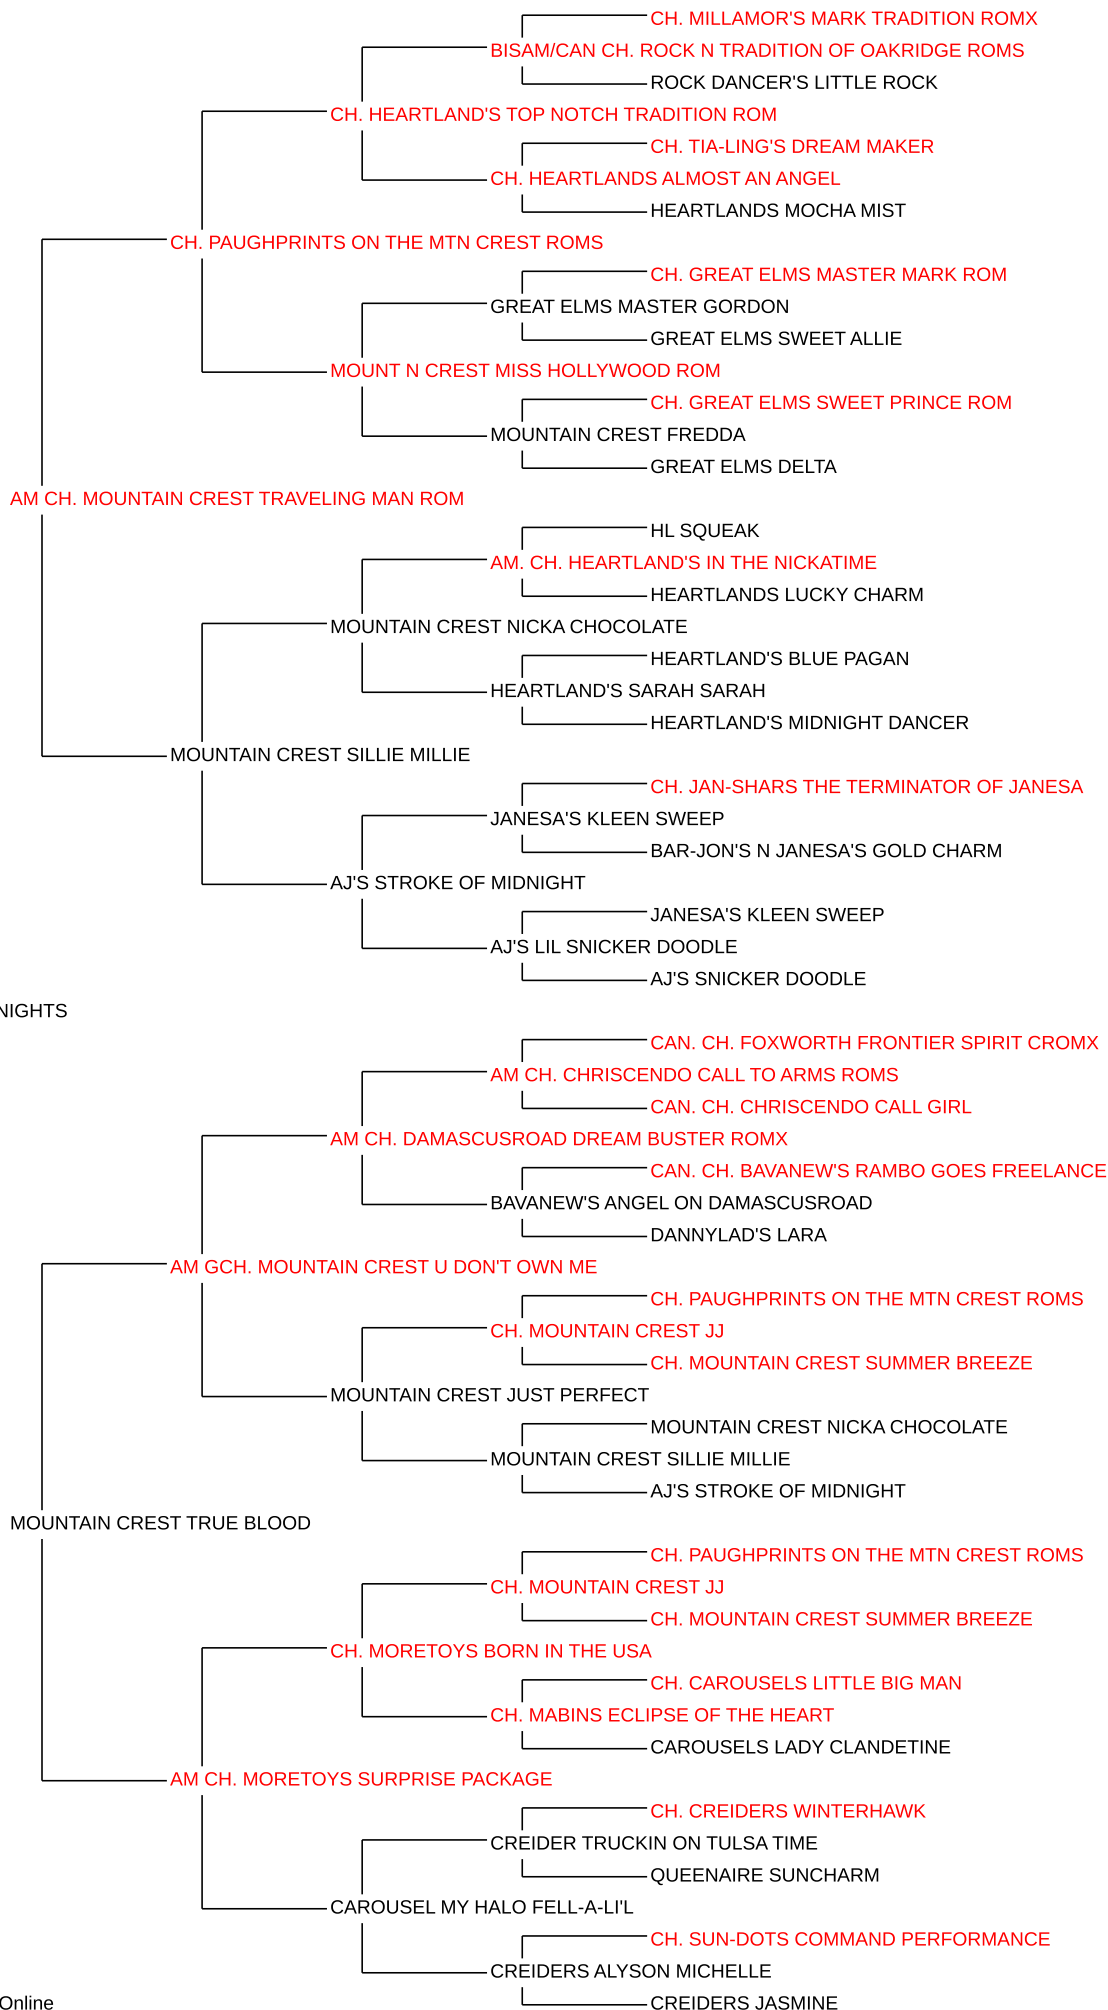 CH. MILLAMOR'S MARK TRADITION ROMX
BISAM/CAN CH. ROCK N TRADITION OF OAKRIDGE ROMS
ROCK DANCER'S LITTLE ROCK
CH. HEARTLAND'S TOP NOTCH TRADITION ROM
CH. TIA-LING'S DREAM MAKER
CH. HEARTLANDS ALMOST AN ANGEL
HEARTLANDS MOCHA MIST
CH. PAUGHPRINTS ON THE MTN CREST ROMS
CH. GREAT ELMS MASTER MARK ROM
GREAT ELMS MASTER GORDON
GREAT ELMS SWEET ALLIE
MOUNT N CREST MISS HOLLYWOOD ROM
CH. GREAT ELMS SWEET PRINCE ROM
MOUNTAIN CREST FREDDA
GREAT ELMS DELTA
AM CH. MOUNTAIN CREST TRAVELING MAN ROM
HL SQUEAK
AM. CH. HEARTLAND'S IN THE NICKATIME
HEARTLANDS LUCKY CHARM
MOUNTAIN CREST NICKA CHOCOLATE
HEARTLAND'S BLUE PAGAN
HEARTLAND'S SARAH SARAH
HEARTLAND'S MIDNIGHT DANCER
MOUNTAIN CREST SILLIE MILLIE
CH. JAN-SHARS THE TERMINATOR OF JANESA
JANESA'S KLEEN SWEEP
BAR-JON'S N JANESA'S GOLD CHARM
AJ'S STROKE OF MIDNIGHT
JANESA'S KLEEN SWEEP
AJ'S LIL SNICKER DOODLE
AJ'S SNICKER DOODLE
NIGHTS
CAN. CH. FOXWORTH FRONTIER SPIRIT CROMX
AM CH. CHRISCENDO CALL TO ARMS ROMS
CAN. CH. CHRISCENDO CALL GIRL
AM CH. DAMASCUSROAD DREAM BUSTER ROMX
CAN. CH. BAVANEW'S RAMBO GOES FREELANCE
BAVANEW'S ANGEL ON DAMASCUSROAD
DANNYLAD'S LARA
AM GCH. MOUNTAIN CREST U DON'T OWN ME
CH. PAUGHPRINTS ON THE MTN CREST ROMS
CH. MOUNTAIN CREST JJ
CH. MOUNTAIN CREST SUMMER BREEZE
MOUNTAIN CREST JUST PERFECT
MOUNTAIN CREST NICKA CHOCOLATE
MOUNTAIN CREST SILLIE MILLIE
AJ'S STROKE OF MIDNIGHT
MOUNTAIN CREST TRUE BLOOD
CH. PAUGHPRINTS ON THE MTN CREST ROMS
CH. MOUNTAIN CREST JJ
CH. MOUNTAIN CREST SUMMER BREEZE
CH. MORETOYS BORN IN THE USA
CH. CAROUSELS LITTLE BIG MAN
CH. MABINS ECLIPSE OF THE HEART
CAROUSELS LADY CLANDETINE
AM CH. MORETOYS SURPRISE PACKAGE
CH. CREIDERS WINTERHAWK
CREIDER TRUCKIN ON TULSA TIME
QUEENAIRE SUNCHARM
CAROUSEL MY HALO FELL-A-LI'L
CH. SUN-DOTS COMMAND PERFORMANCE
CREIDERS ALYSON MICHELLE
CREIDERS JASMINE
Online